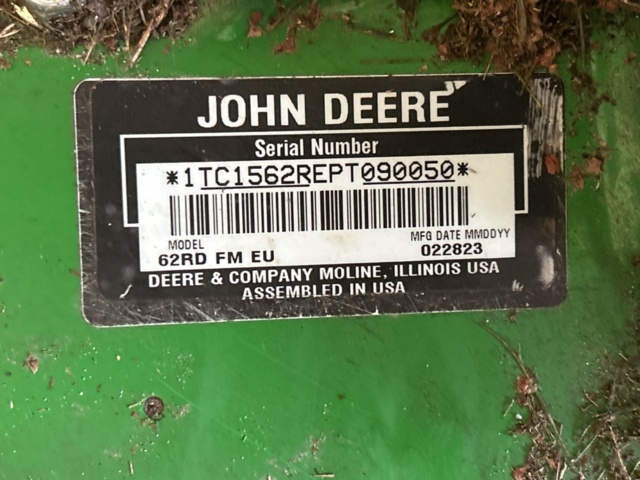 JOHN DEERE
Serial Number
*1TC1562REPT090050*
MODEL
MFG DATE MMDDYY
62RD FM EU
022823
DEERE & COMPANY MOLINE, ILLINOIS USA
ASSEMBLED IN USA